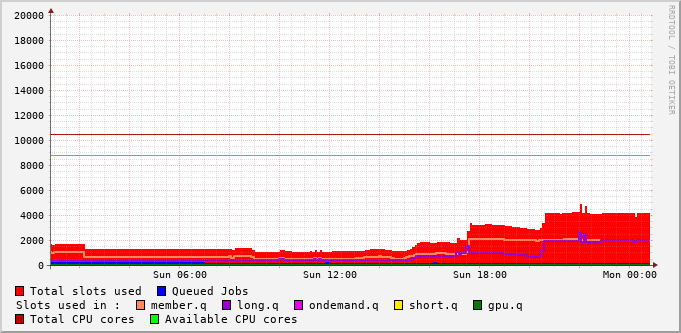 RRDTOOL / TOBI OETIKER
20000
18000
16000
14000
12000
10000
8000
6000
4000
2000
0
Sun 06:00 Sun 12:00 Sun 18:00 Mon 00:00
Total slots used Queued Jobs
Slots used in : member.q long.q ondemand.q short.q gpu.q
Total CPU cores Available CPU cores